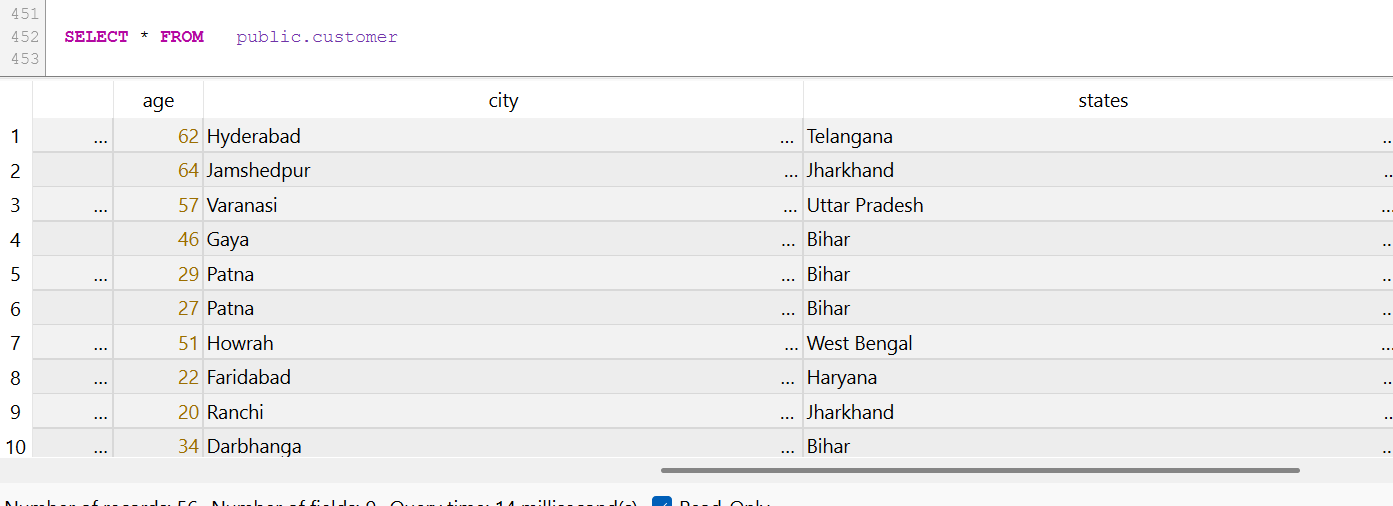 451
452 SELECT * FROM public.customer
453
age city states
1 ... 62 Hyderabad ... Telangana ..
2 64 Jamshedpur ... Jharkhand ..
3 ... 57 Varanasi ... Uttar Pradesh ...
4 46 Gaya ... Bihar ..
5 ... 29 Patna ... Bihar ..
6 27 Patna ... Bihar ..
7 ... 51 Howrah ... West Bengal ...
8 ... 22 Faridabad ... Haryana ..
9 ... 20 Ranchi ... Jharkhand ..
10 ... 34 Darbhanga ... Bihar ..
Number of records: 56 Number of fields: 9 Query time: 14 millisecond(s) Read-Only